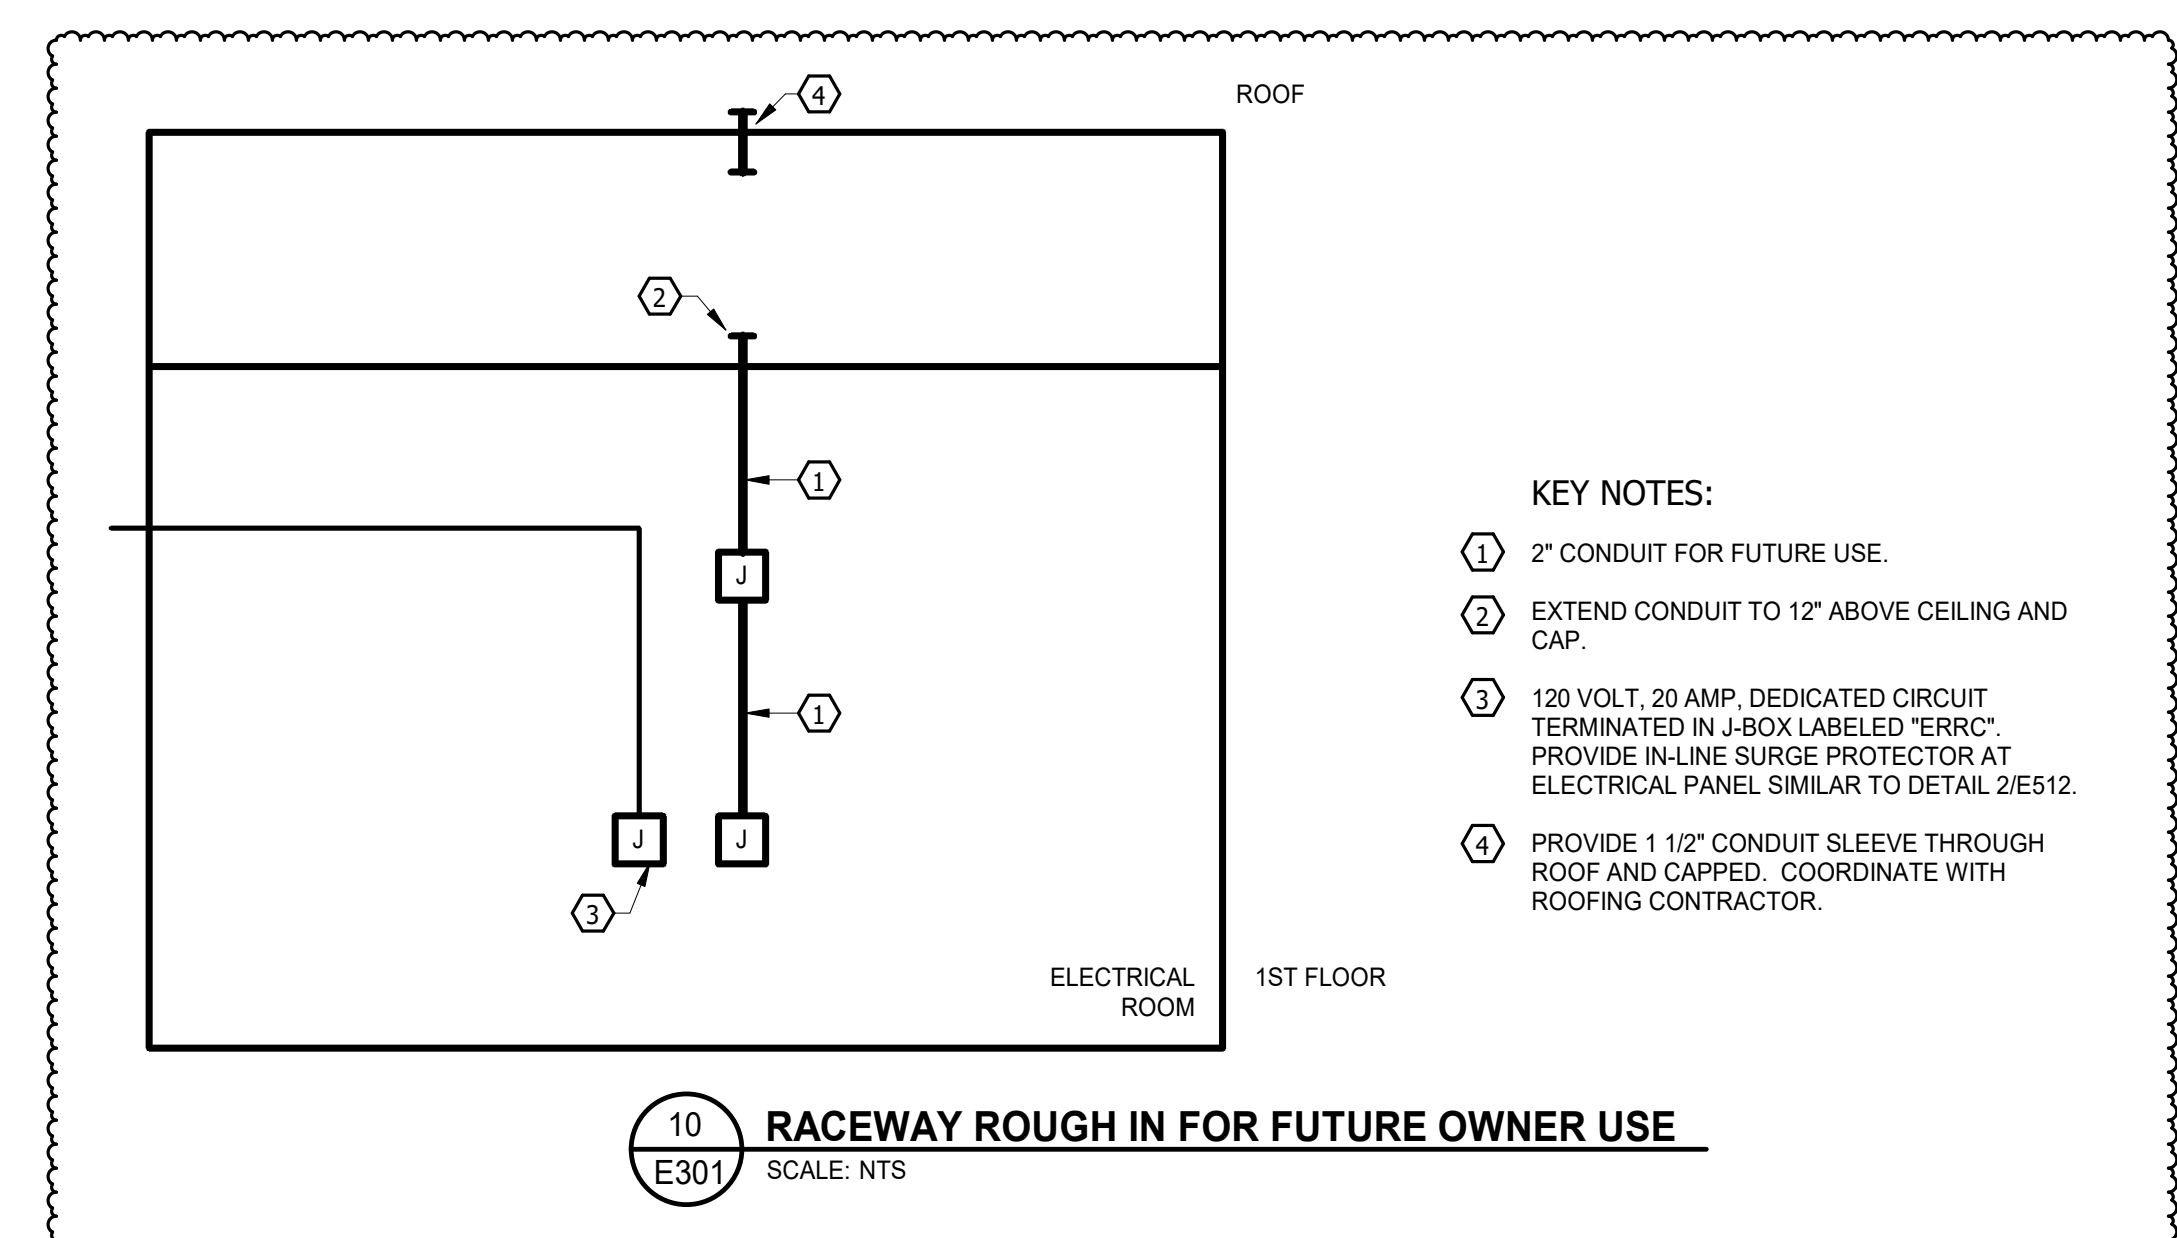 4
ROOF
2
1
J
1
J
J
3
ELECTRICAL
ROOM
1ST FLOOR
KEY NOTES:
1 2" CONDUIT FOR FUTURE USE.
2 EXTEND CONDUIT TO 12" ABOVE CEILING AND
CAP.
3 120 VOLT, 20 AMP, DEDICATED CIRCUIT
TERMINATED IN J-BOX LABELED "ERRC".
PROVIDE IN-LINE SURGE PROTECTOR AT
ELECTRICAL PANEL SIMILAR TO DETAIL 2/E512.
4 PROVIDE 1 1/2" CONDUIT SLEEVE THROUGH
ROOF AND CAPPED. COORDINATE WITH
ROOFING CONTRACTOR.
10
E301
RACEWAY ROUGH IN FOR FUTURE OWNER USE
SCALE: NTS